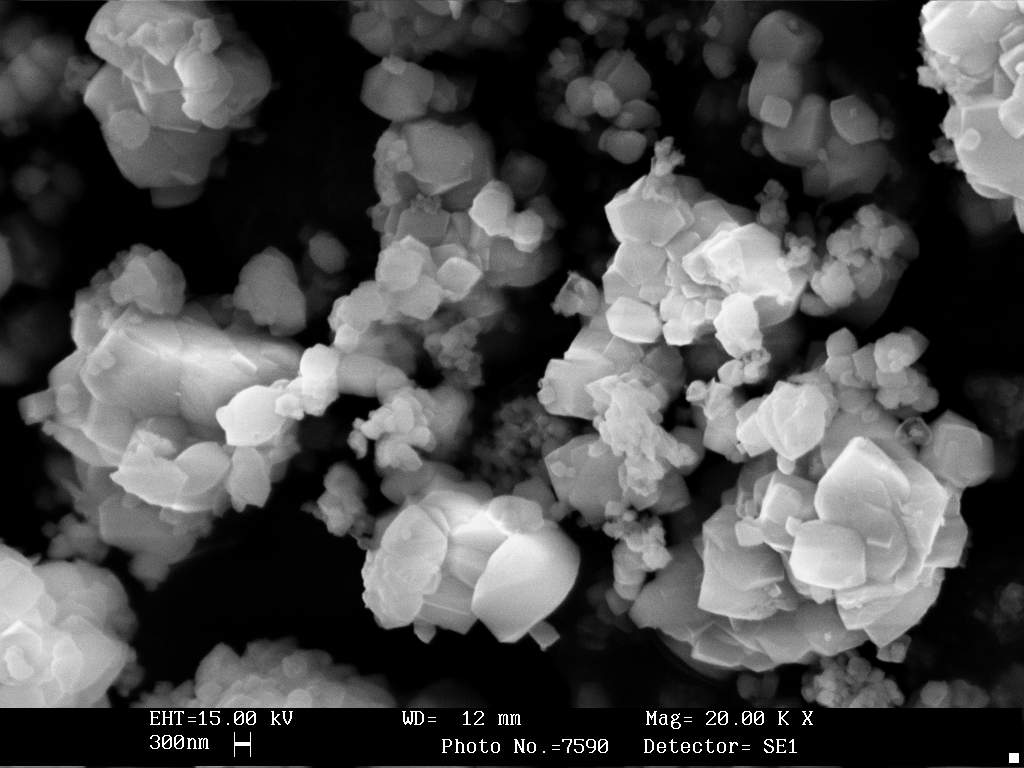 EHT=15.00 kV WD= 12 mm Mag= 20.00 K X
300nm Photo No.=7590 Detector= SE1